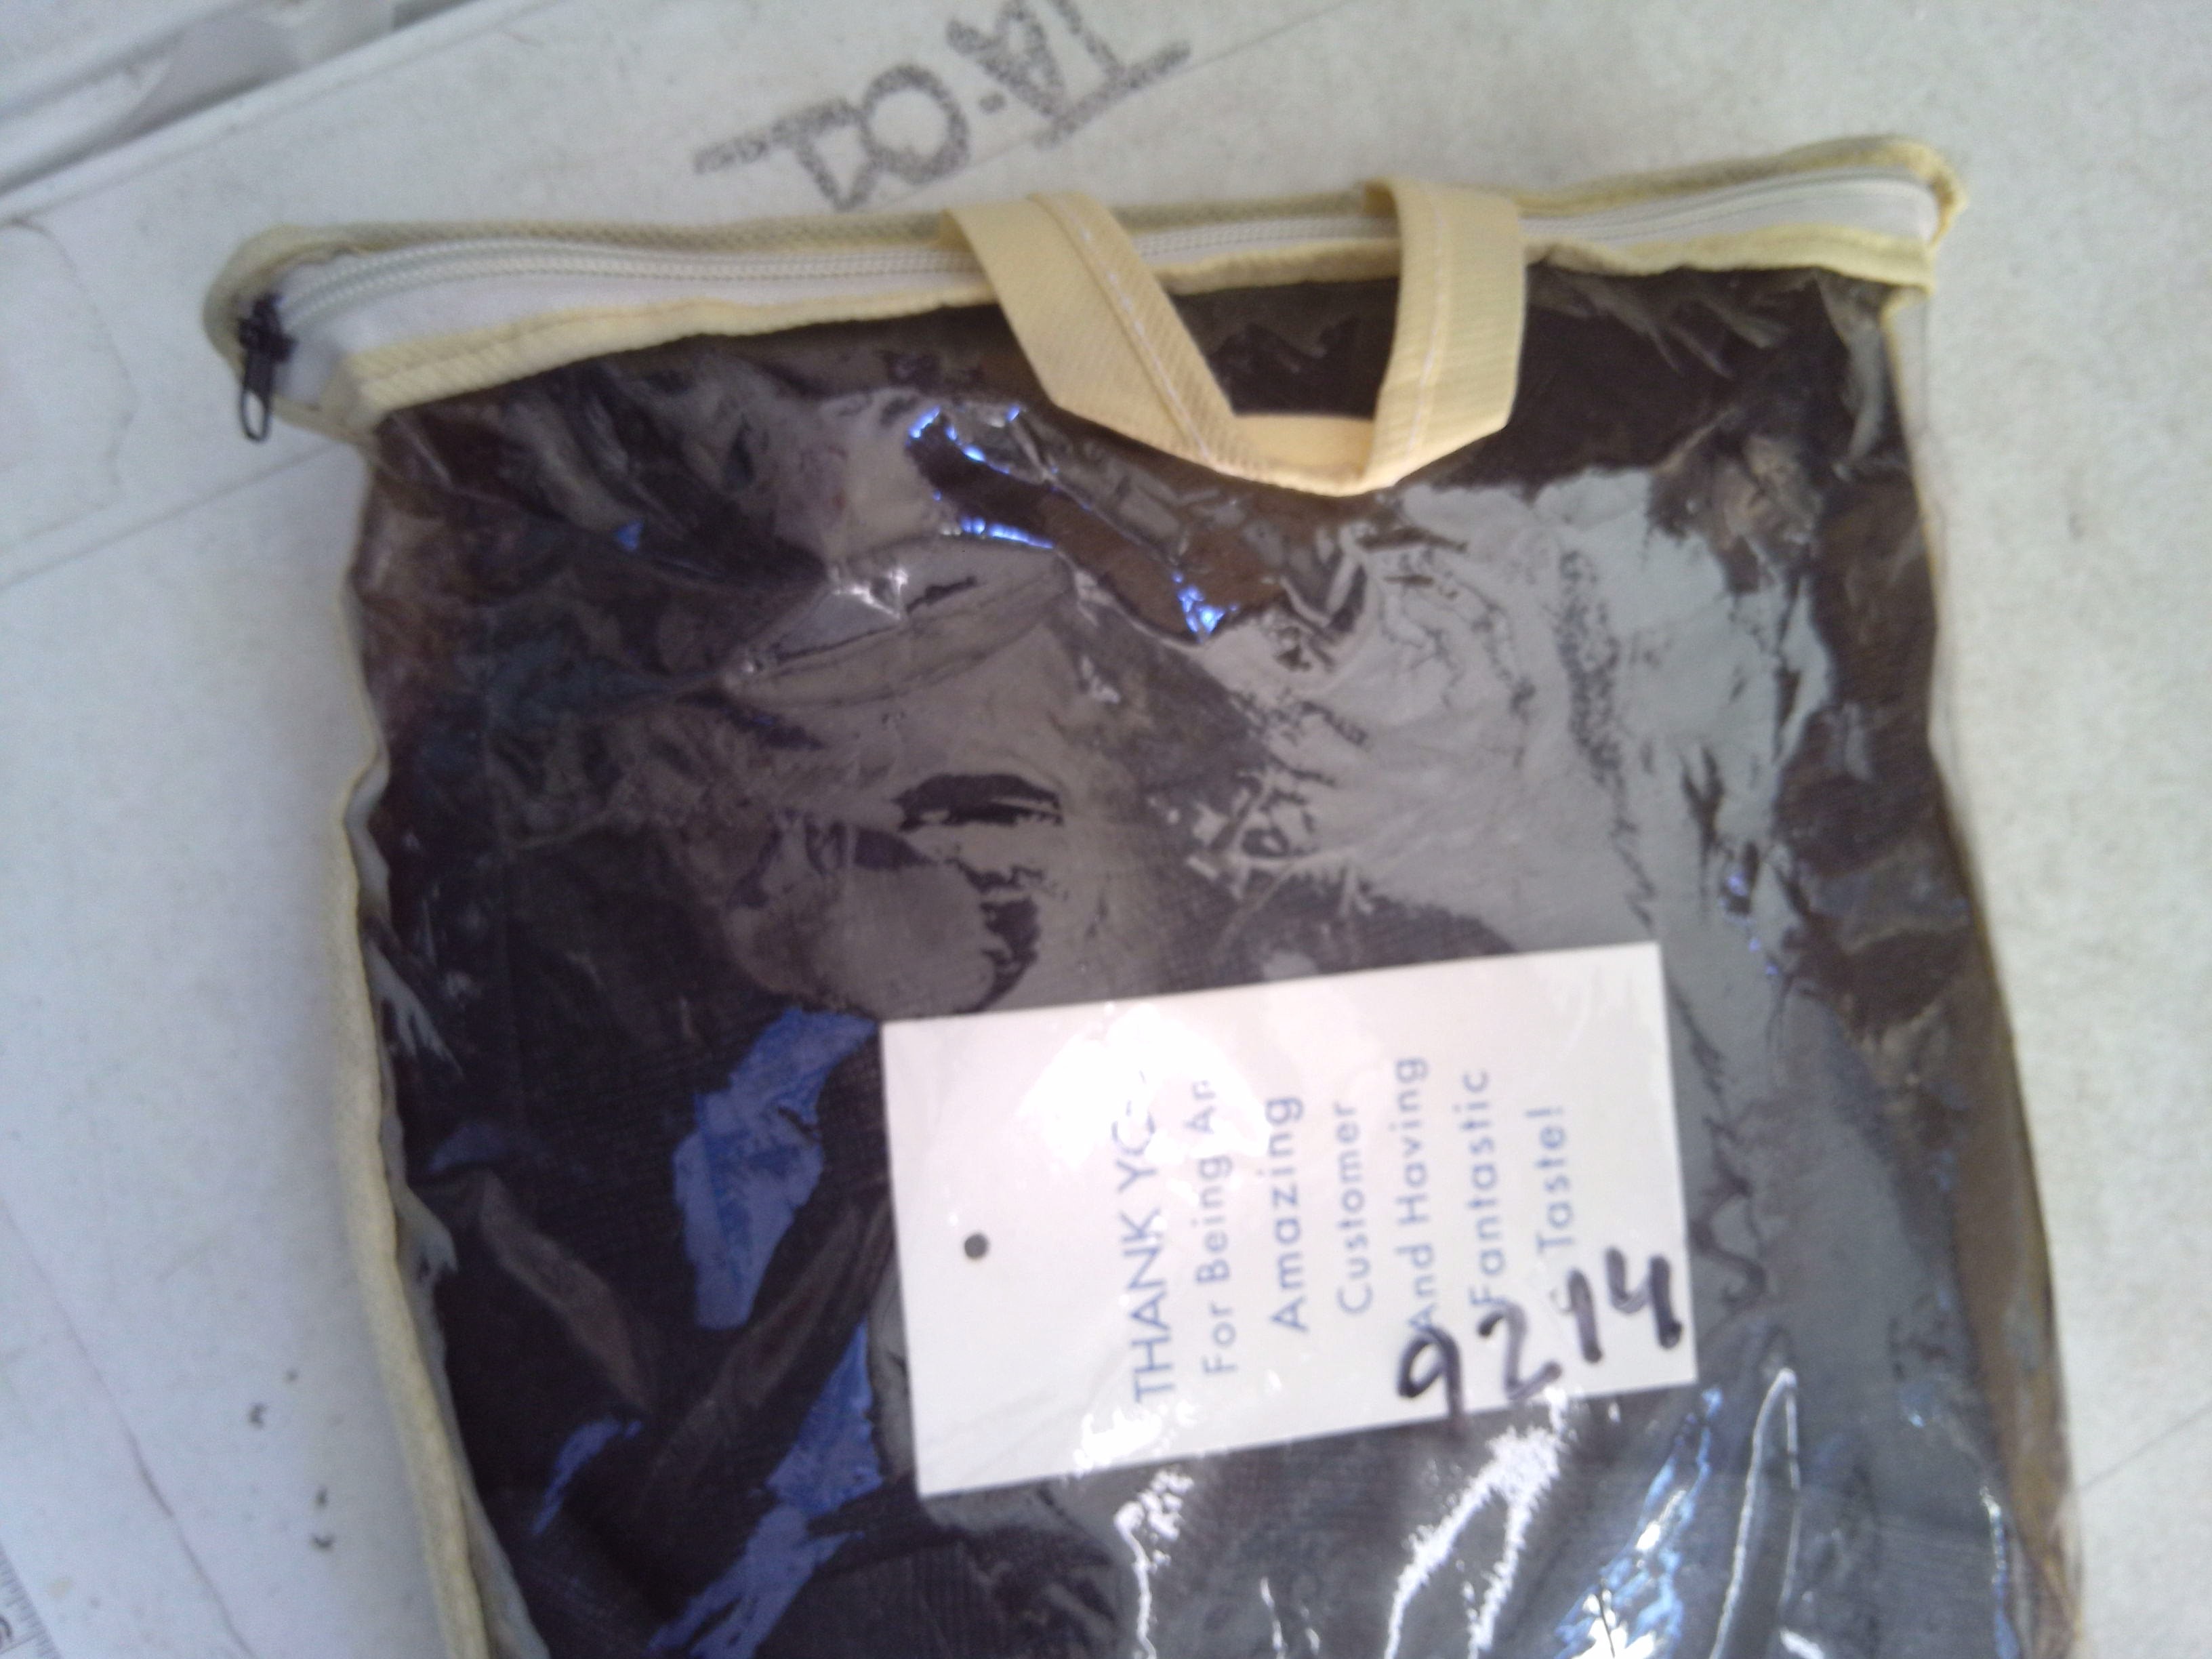 THANK YO
For Being An
Amazing
Customer
And Having
Fantastic
Taste!
9214